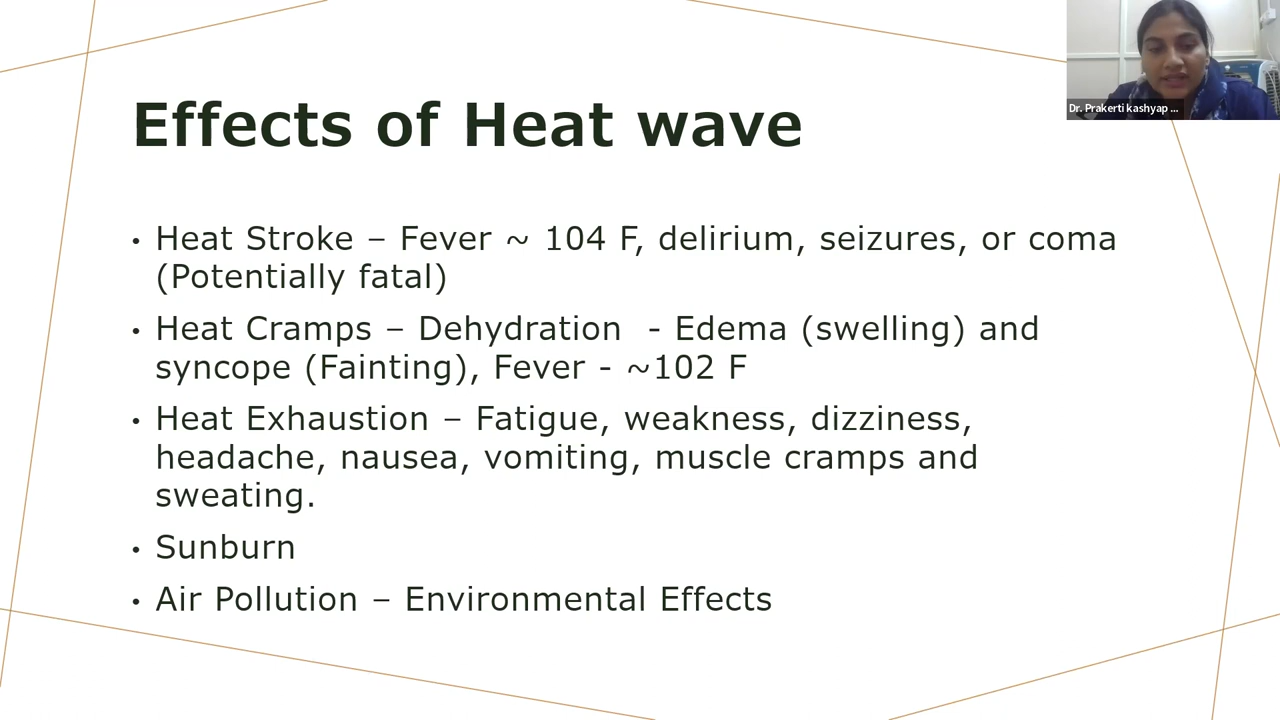 Dr. Prakerti kashyap ...
Effects of Heat wave
• Heat Stroke – Fever ~ 104 F, delirium, seizures, or coma
(Potentially fatal)
• Heat Cramps – Dehydration  - Edema (swelling) and
syncope (Fainting), Fever - ~102 F
• Heat Exhaustion – Fatigue, weakness, dizziness,
headache, nausea, vomiting, muscle cramps and
sweating.
• Sunburn
• Air Pollution – Environmental Effects